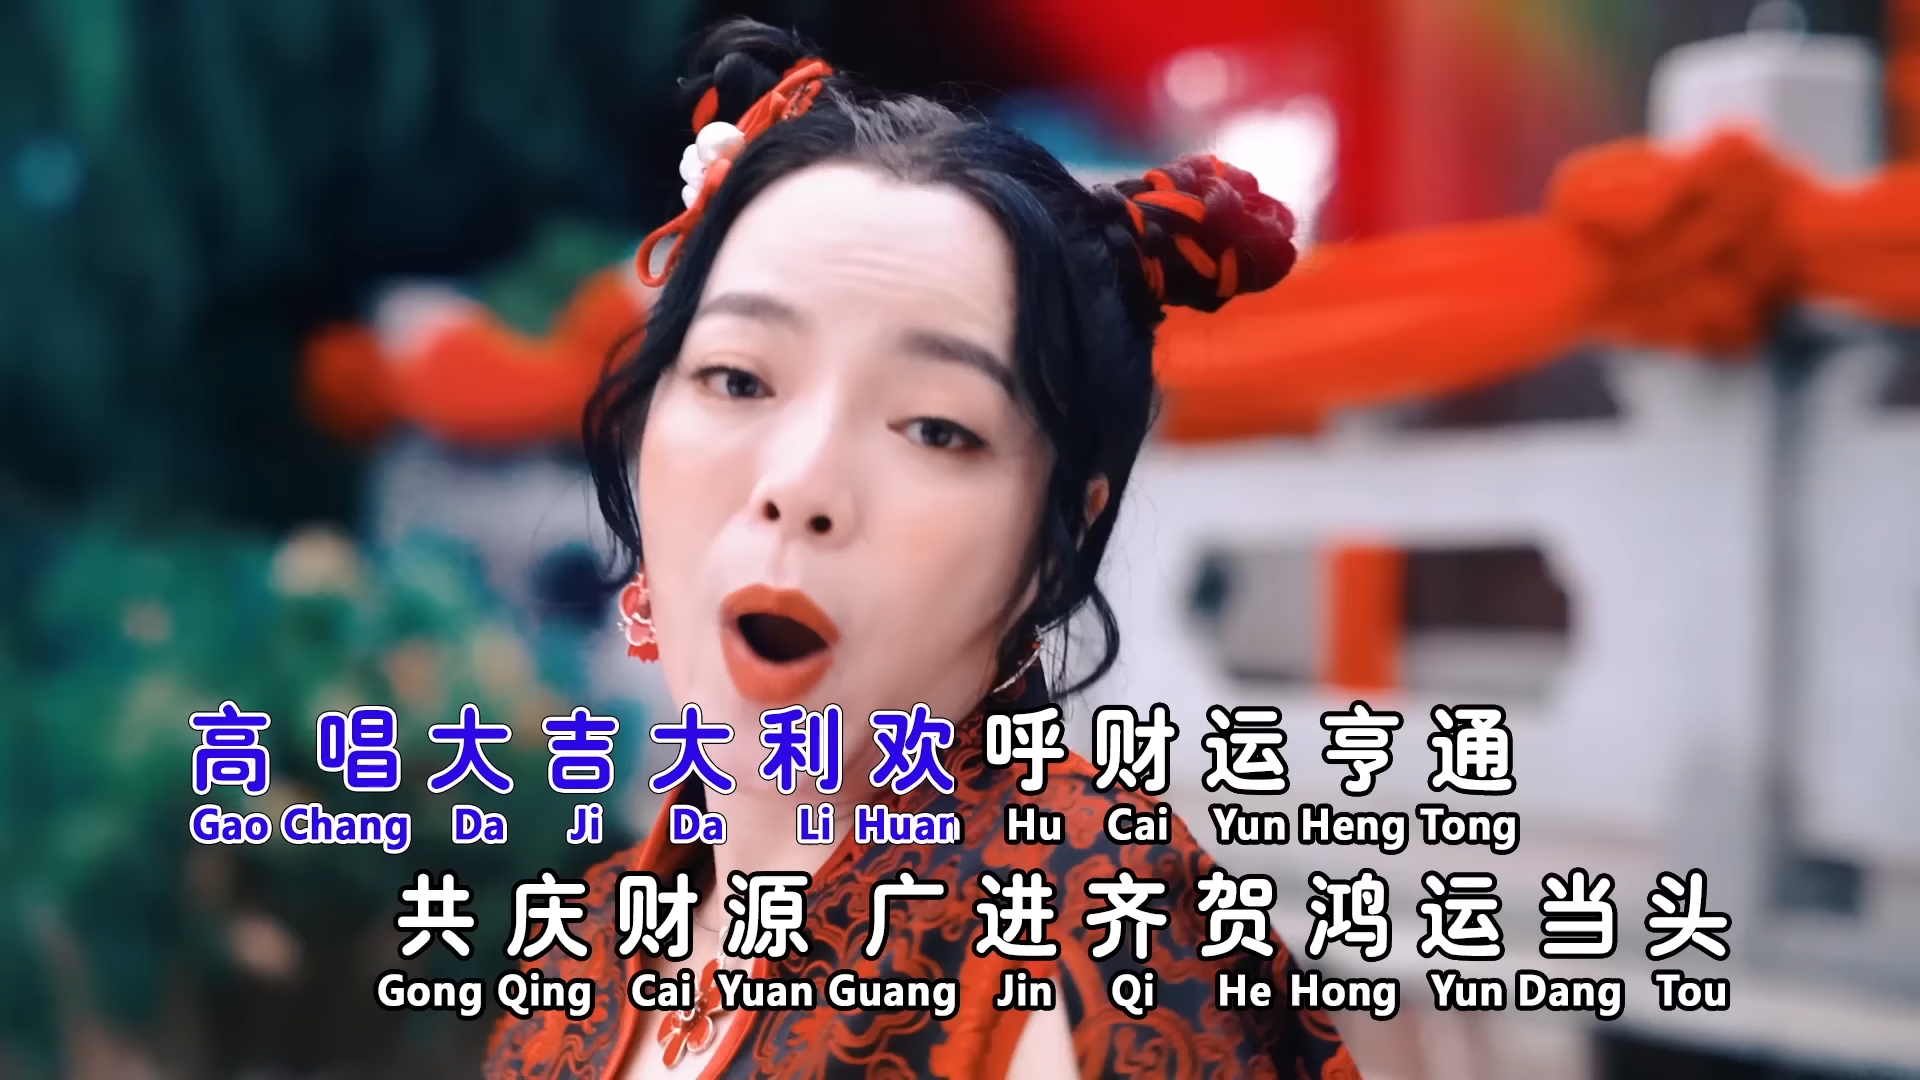 高唱大吉大利欢呼财运亨通
Gao Chang Da Ji Da Li Huan Hu Cai Yun Heng Tong
共庆财源广进齐贺鸿运当头
Gong Qing Cai Yuan Guang Jin Qi He Hong Yun Dang Tou